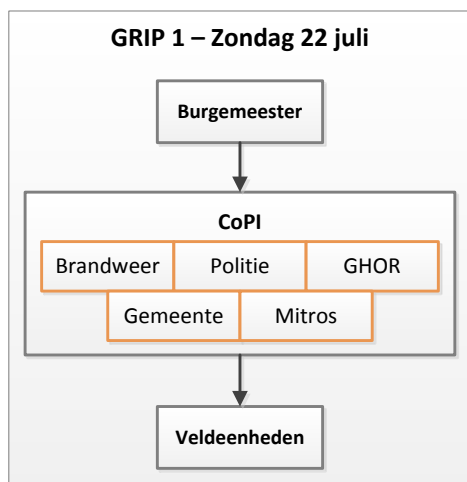 GRIP 1 – Zondag 22 juli
Burgemeester
CoPI
Brandweer Politie GHOR
Gemeente Mitros
Veldeenheden